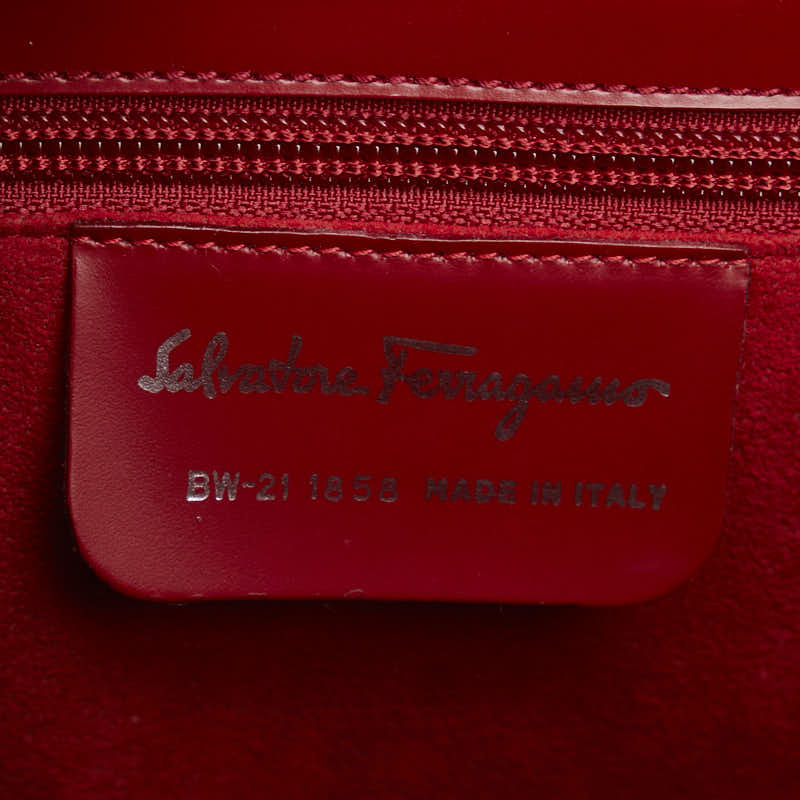 Salvatore Ferragamo
BW-21 1858 MADE IN ITALY